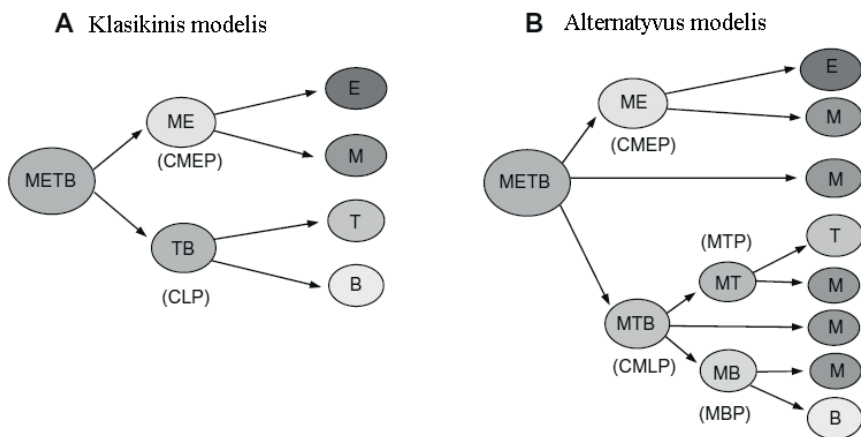 A Klasikinis modelis
METB
ME
(CMEP)
E
M
TB
(CLP)
T
B
B Alternatyvus modelis
METB
ME
(CMEP)
E
M
M
MTB
(CMLP)
(MTP)
MT
T
M
M
MB
(MBP)
M
B